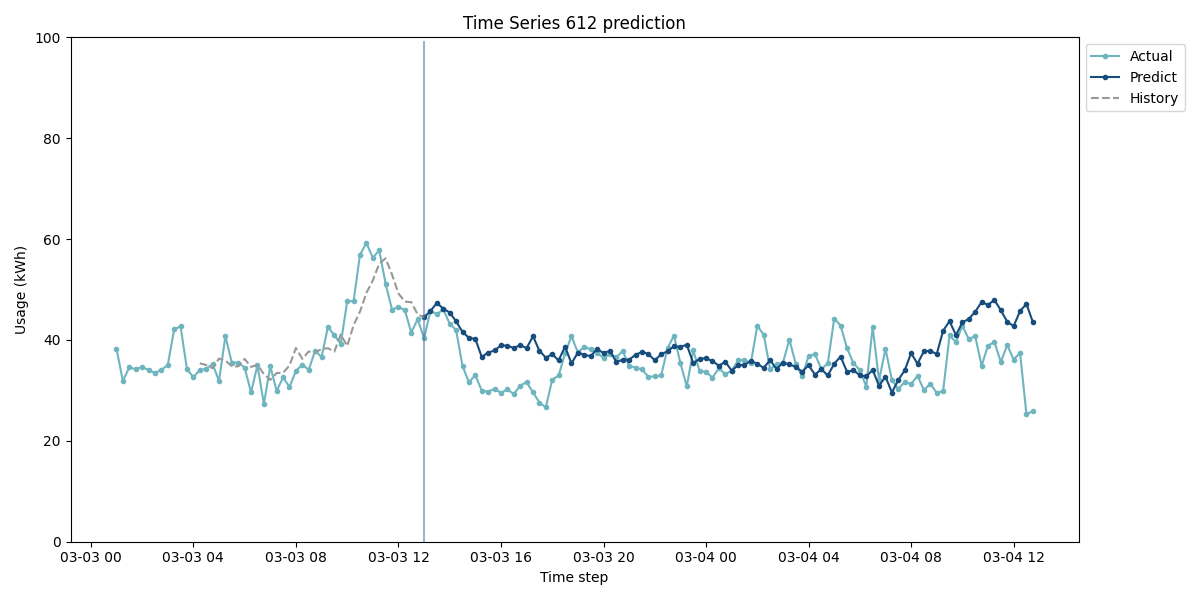 Time Series 612 prediction
100
80
60
40
20
0
Usage (kWh)
03-03 00 03-03 04 03-03 08 03-03 12 03-03 16 03-03 20 03-04 00 03-04 04 03-04 08 03-04 12
Time step
Actual
Predict
History